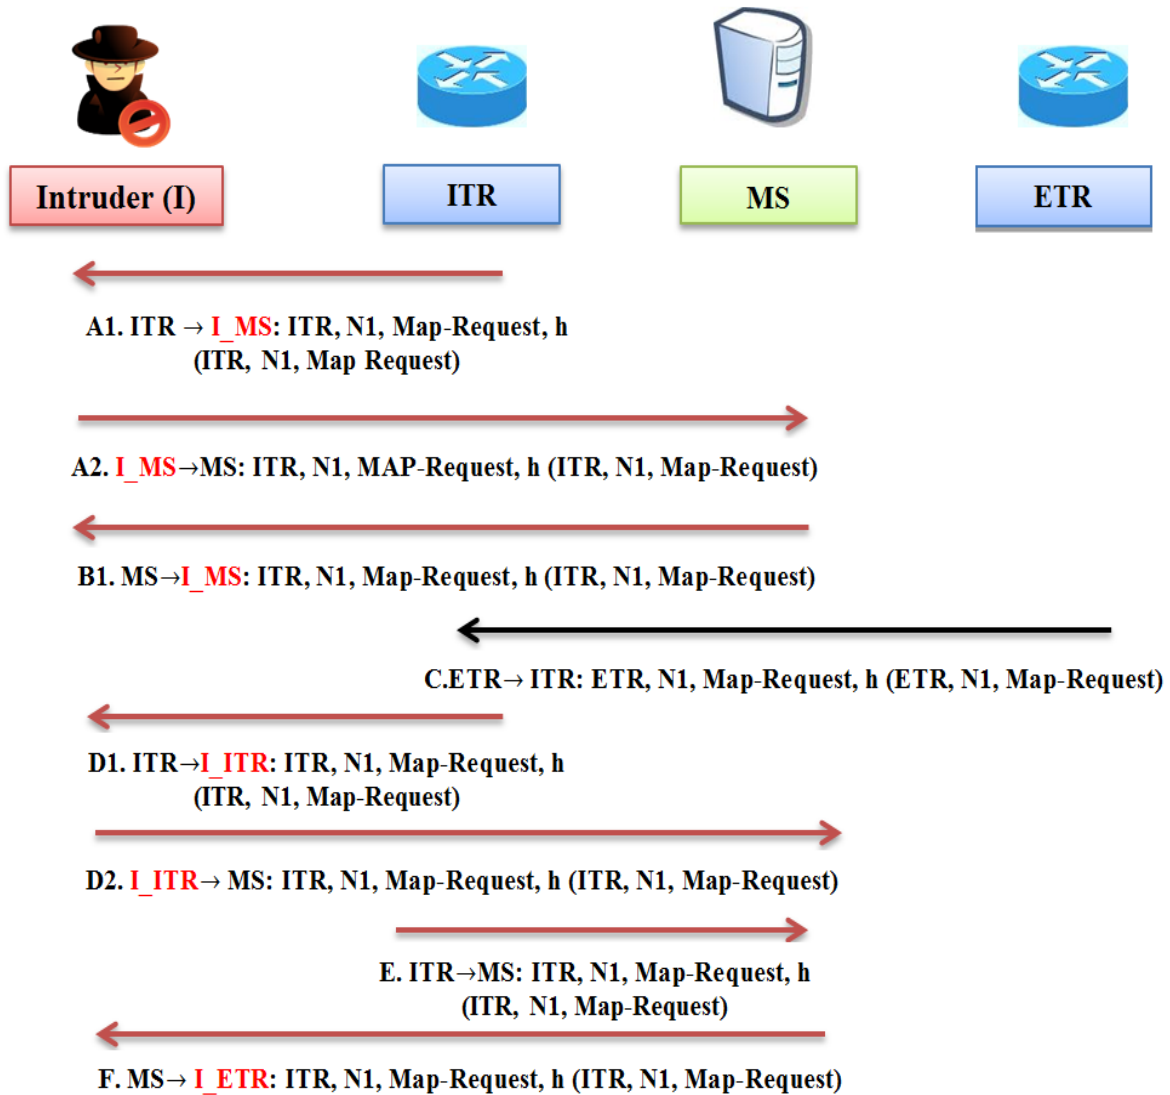 Intruder (I)
ITR
MS
ETR
A1. ITR → I_MS: ITR, N1, Map-Request, h
(ITR, N1, Map Request)
A2. I_MS→MS: ITR, N1, MAP-Request, h (ITR, N1, Map-Request)
B1. MS→I_MS: ITR, N1, Map-Request, h (ITR, N1, Map-Request)
C.ETR→ ITR: ETR, N1, Map-Request, h (ETR, N1, Map-Request)
D1. ITR→I_ITR: ITR, N1, Map-Request, h
(ITR, N1, Map-Request)
D2. I_ITR→ MS: ITR, N1, Map-Request, h (ITR, N1, Map-Request)
E. ITR→MS: ITR, N1, Map-Request, h
(ITR, N1, Map-Request)
F. MS→ I_ETR: ITR, N1, Map-Request, h (ITR, N1, Map-Request)